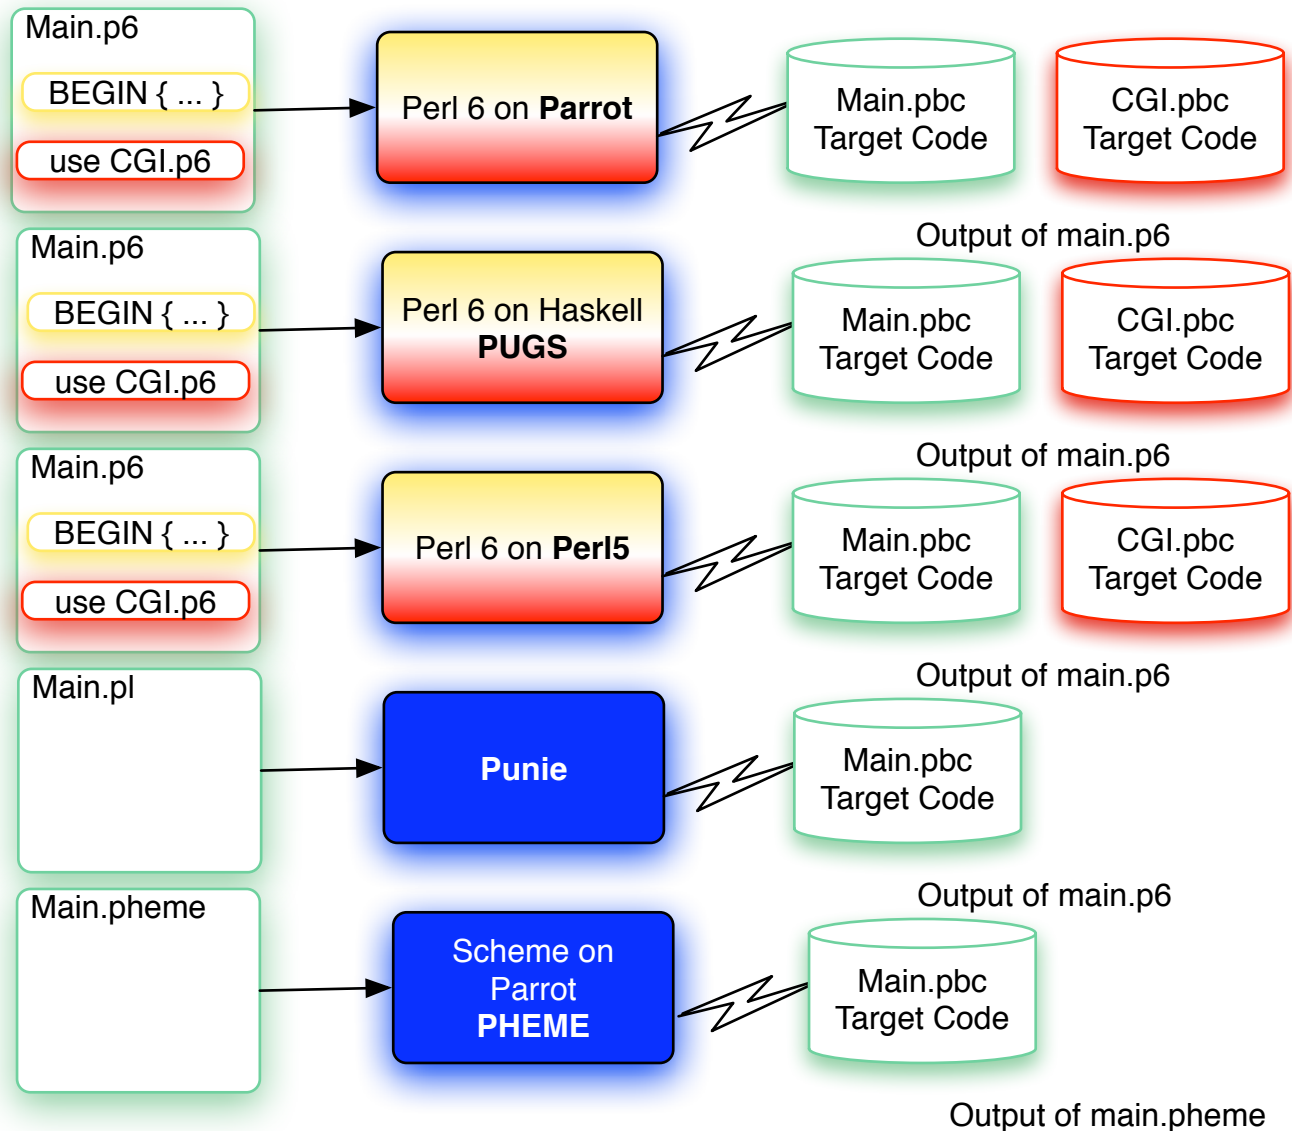 Main.p6
BEGIN { ... }
use CGI.p6
Perl 6 on Parrot
Main.pbc
Target Code
CGI.pbc
Target Code
Output of main.p6
Main.p6
BEGIN { ... }
use CGI.p6
Perl 6 on Haskell
PUGS
Main.pbc
Target Code
CGI.pbc
Target Code
Output of main.p6
Main.p6
BEGIN { ... }
use CGI.p6
Perl 6 on Perl5
Main.pbc
Target Code
CGI.pbc
Target Code
Output of main.p6
Main.pl
Punie
Main.pbc
Target Code
Output of main.p6
Main.pheme
Scheme on
Parrot
PHEME
Main.pbc
Target Code
Output of main.pheme